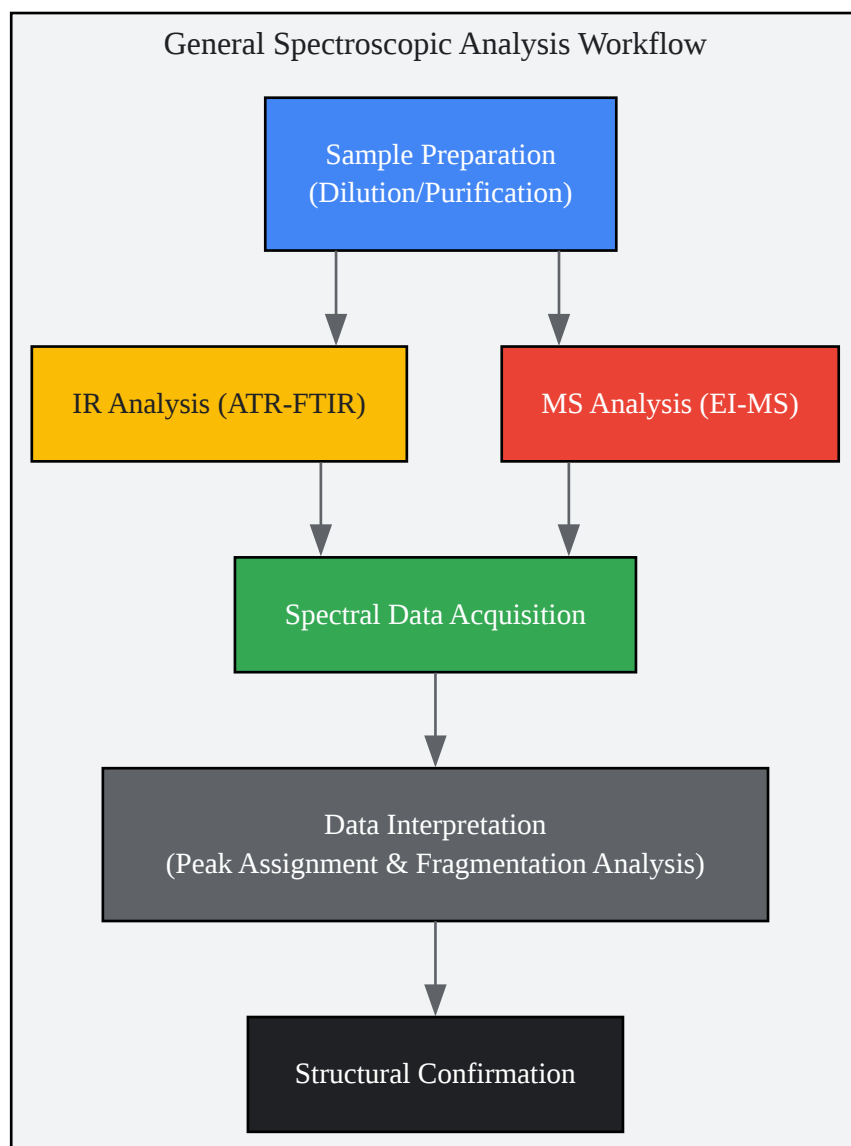 General Spectroscopic Analysis Workflow
Sample Preparation
(Dilution/Purification)
IR Analysis (ATR-FTIR)
MS Analysis (EI-MS)
Spectral Data Acquisition
Data Interpretation
(Peak Assignment & Fragmentation Analysis)
Structural Confirmation